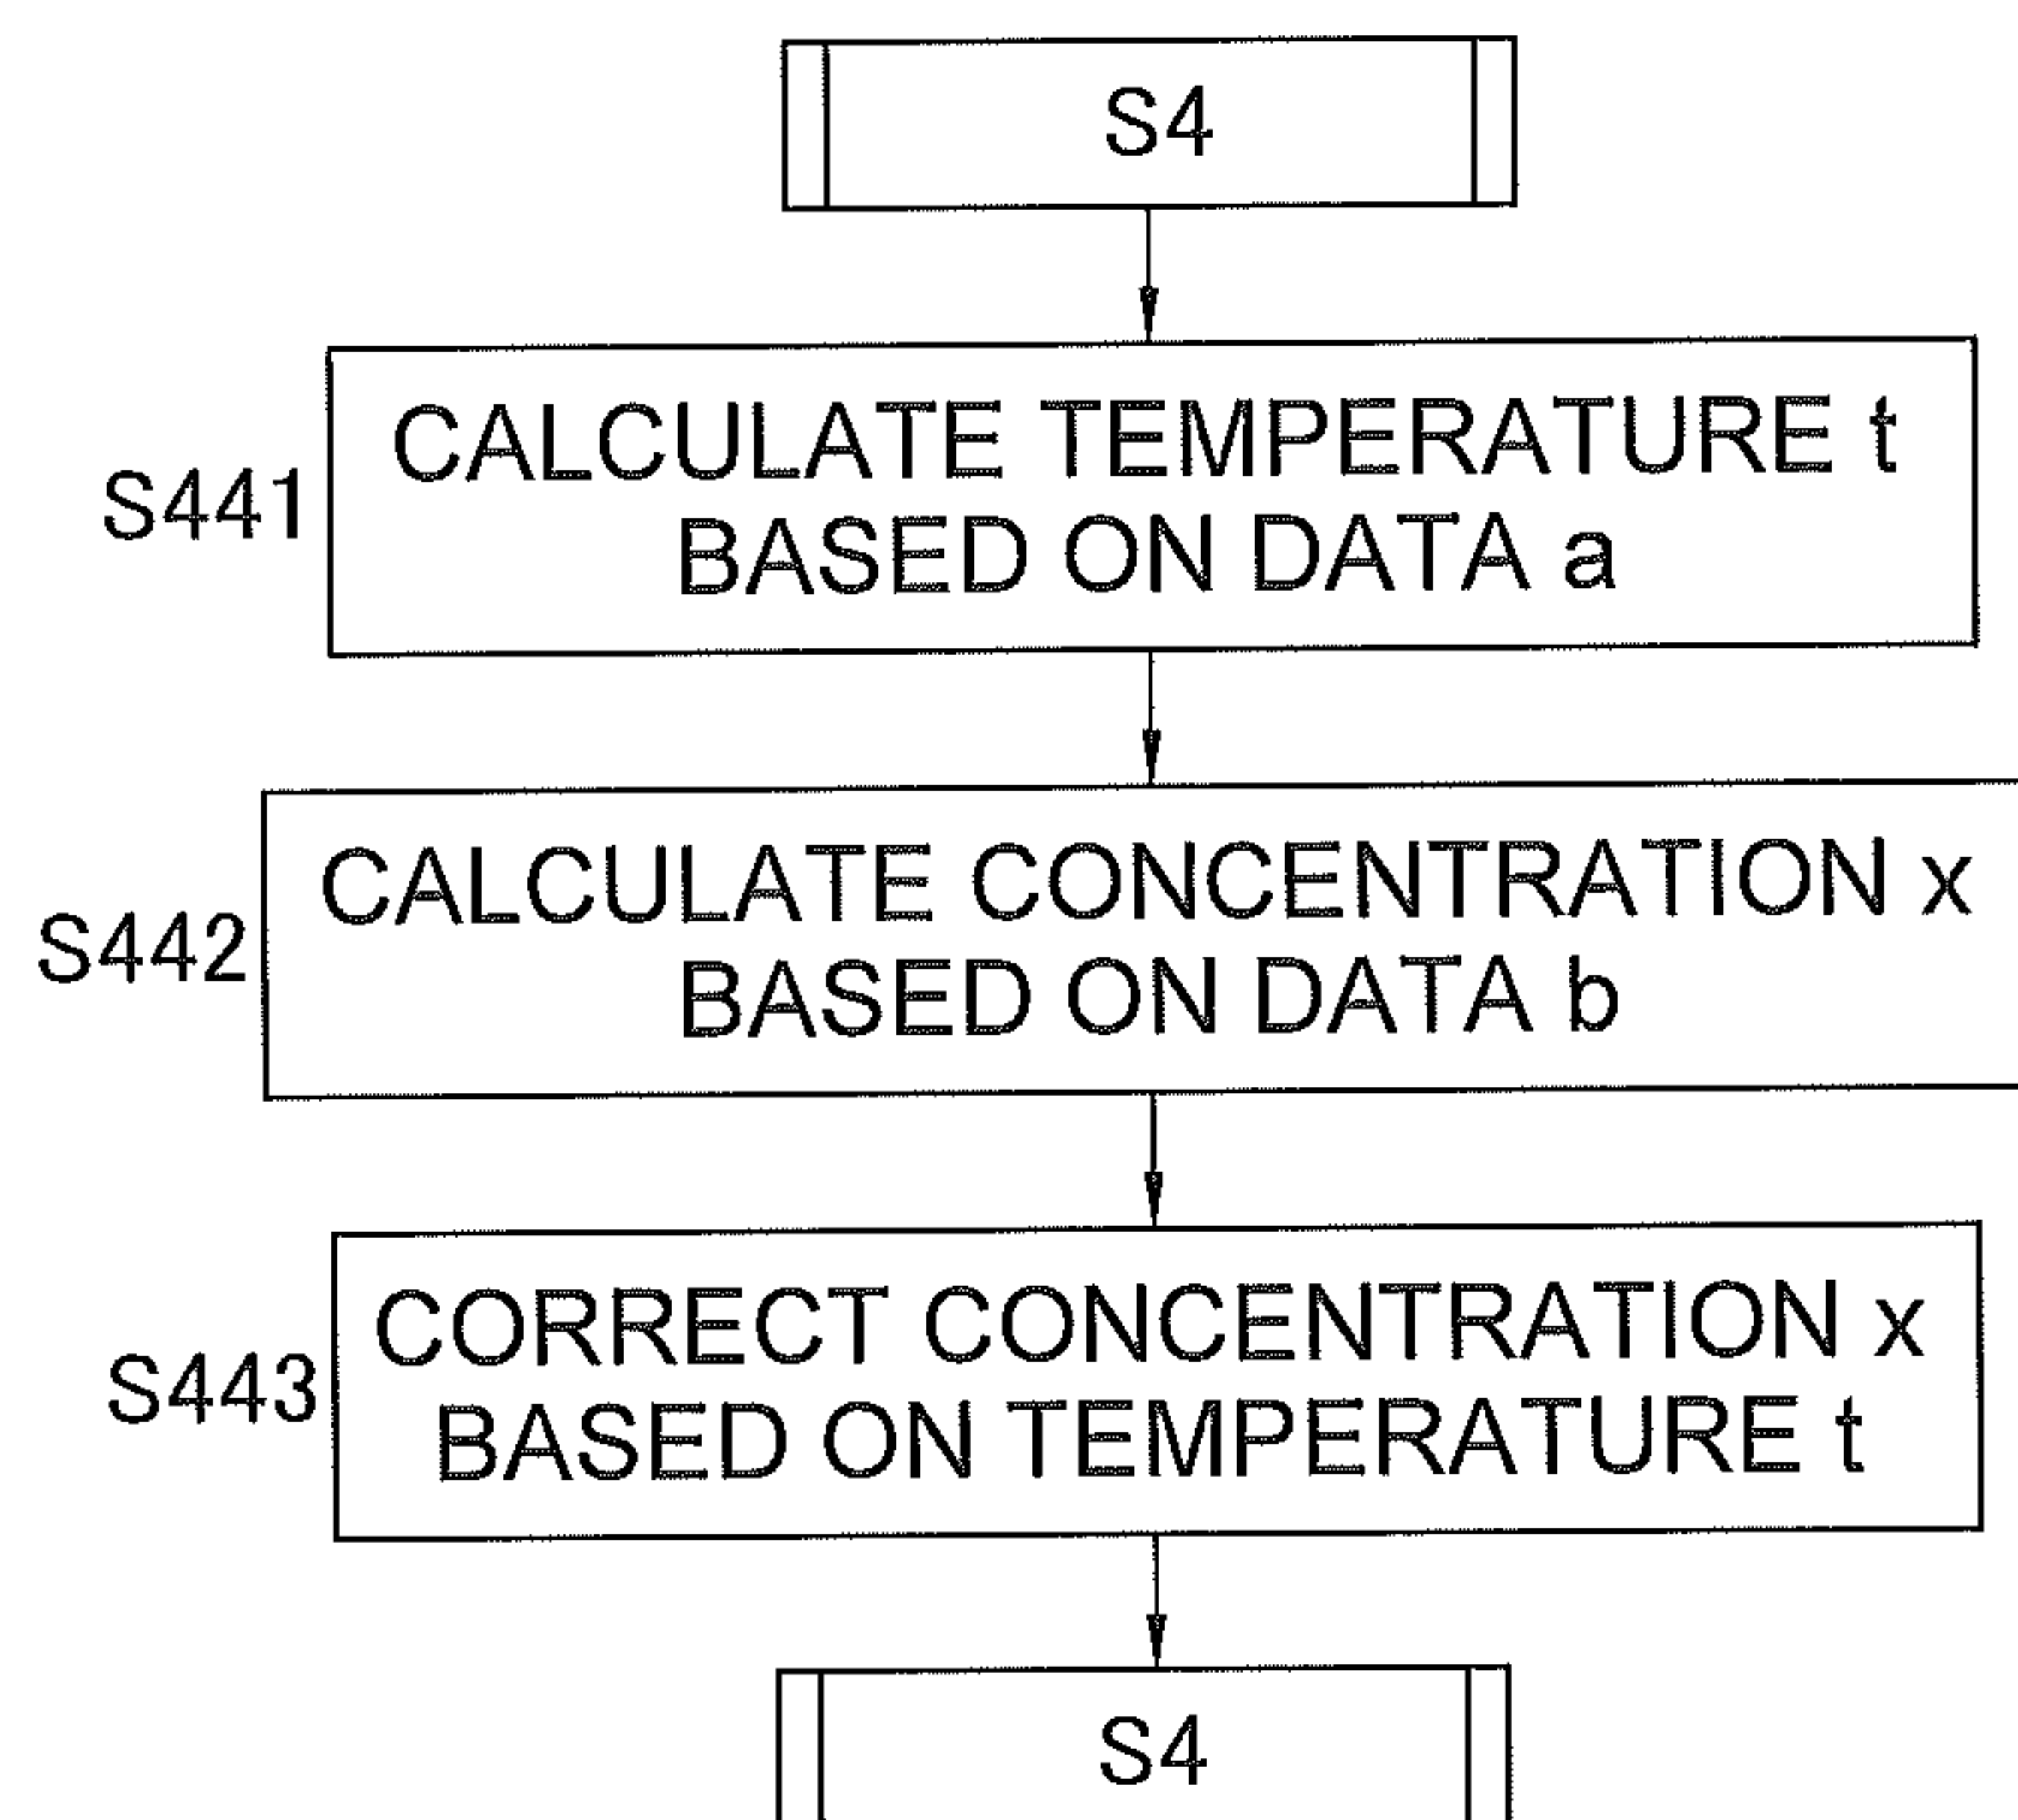 S4
S441
CALCULATE TEMPERATURE t
BASED ON DATA a
S442
CALCULATE CONCENTRATION x
BASED ON DATA b
S443
CORRECT CONCENTRATION x
BASED ON TEMPERATURE t
S4